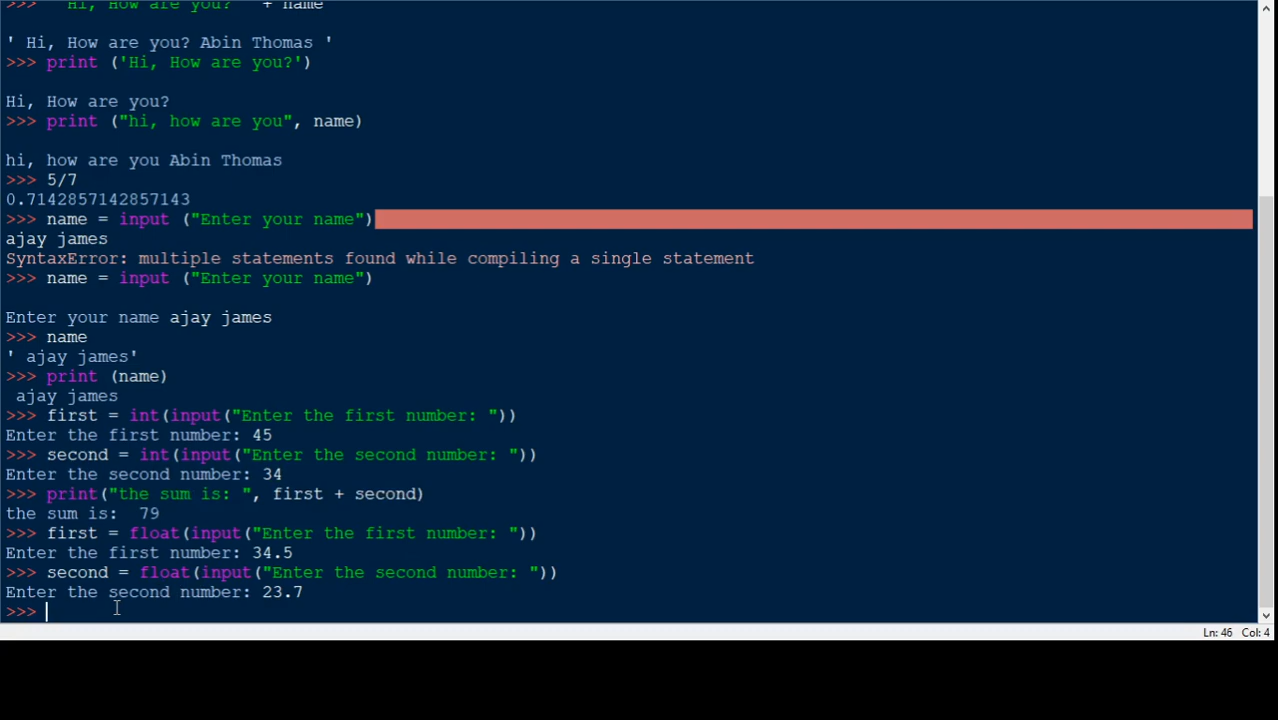 >>> " Hi, How are you? " + name
' Hi, How are you? Abin Thomas '
>>> print ('Hi, How are you?')
Hi, How are you?
>>> print ("hi, how are you", name)
hi, how are you Abin Thomas
>>> 5/7
0.7142857142857143
>>> name = input ("Enter your name")
ajay james
SyntaxError: multiple statements found while compiling a single statement
>>> name = input ("Enter your name")
Enter your name ajay james
>>> name
' ajay james'
>>> print (name)
 ajay james
>>> first = int(input("Enter the first number: "))
Enter the first number: 45
>>> second = int(input("Enter the second number: "))
Enter the second number: 34
>>> print("the sum is: ", first + second)
the sum is:  79
>>> first = float(input("Enter the first number: "))
Enter the first number: 34.5
>>> second = float(input("Enter the second number: "))
Enter the second number: 23.7
>>>
Ln: 46 Col: 4